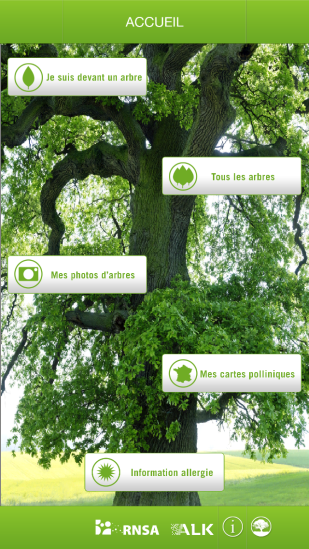 ACCUEIL
Je suis devant un arbre
Tous les arbres
Mes photos d'arbres
Mes cartes polliniques
Information allergie
RNSA ALK i